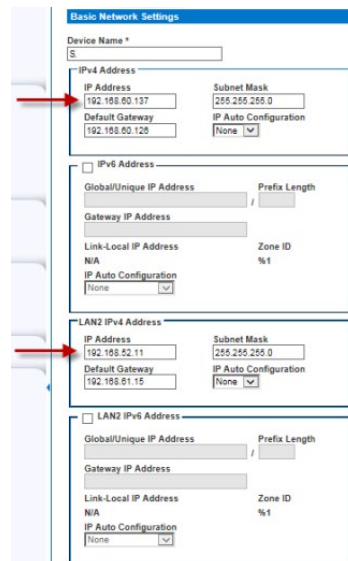 Basic Network Settings
Device Name *
S.
IPv4 Address
IP Address Subnet Mask
192.168.60.137 255.255.255.0
Default Gateway IP Auto Configuration
192.168.60.126 None
IPv6 Address
Global/Unique IP Address Prefix Length
/
Gateway IP Address
Link-Local IP Address Zone ID
N/A %1
IP Auto Configuration
None
LAN2 IPv4 Address
IP Address Subnet Mask
192.168.52.11 255.255.255.0
Default Gateway IP Auto Configuration
192.168.61.15 None
LAN2 IPv6 Address
Global/Unique IP Address Prefix Length
/
Gateway IP Address
Link-Local IP Address Zone ID
N/A %1
IP Auto Configuration
None